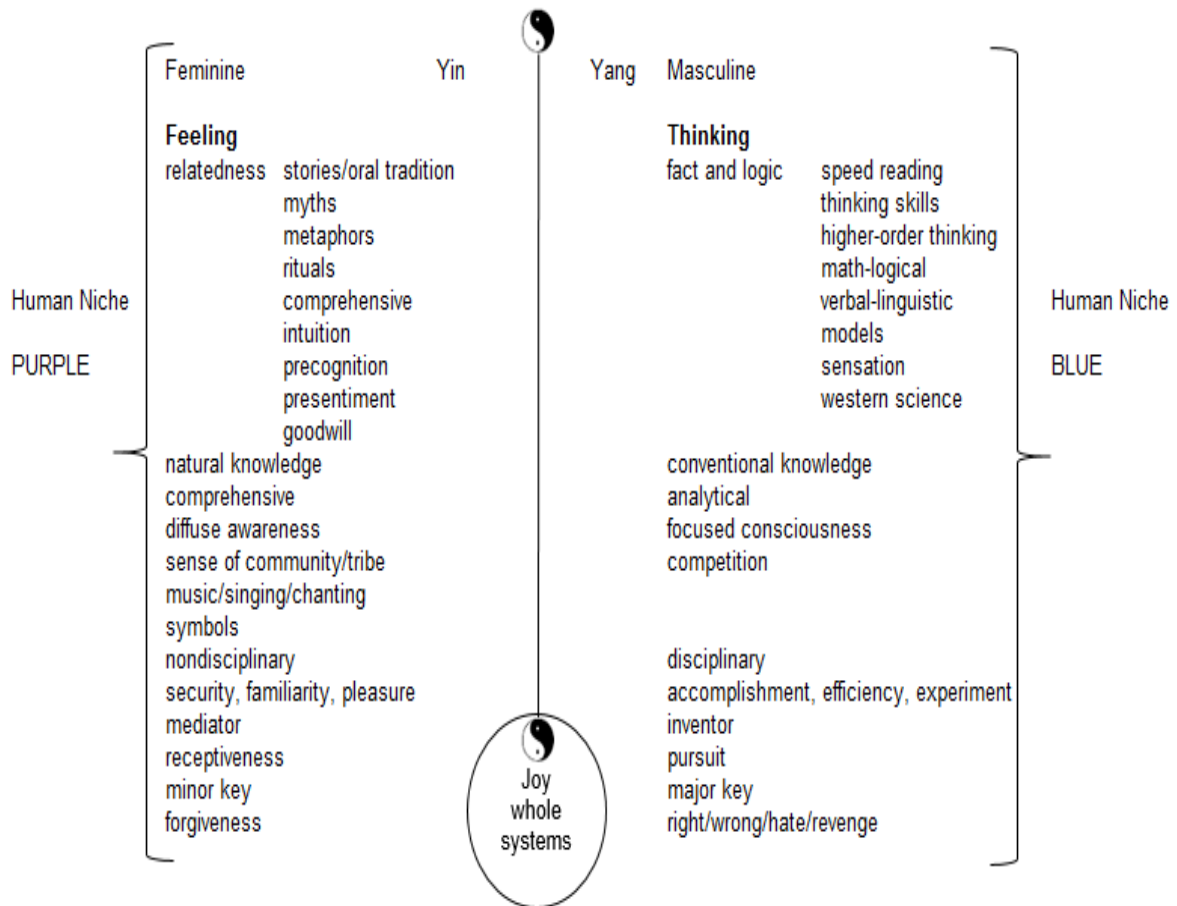 Feminine Yin Yang Masculine
Feeling Thinking
relatedness stories/oral tradition fact and logic speed reading
myths thinking skills
metaphors higher-order thinking
rituals math-logical
Human Niche comprehensive verbal-linguistic Human Niche
intuition models
PURPLE precognition sensation BLUE
presentiment western science
goodwill
natural knowledge conventional knowledge
comprehensive analytical
diffuse awareness focused consciousness
sense of community/tribe competition
music/singing/chanting
symbols
nondisciplinary disciplinary
security, familiarity, pleasure accomplishment, efficiency, experiment
mediator inventor
receptiveness pursuit
minor key major key
forgiveness right/wrong/hate/revenge
Joy
whole
systems